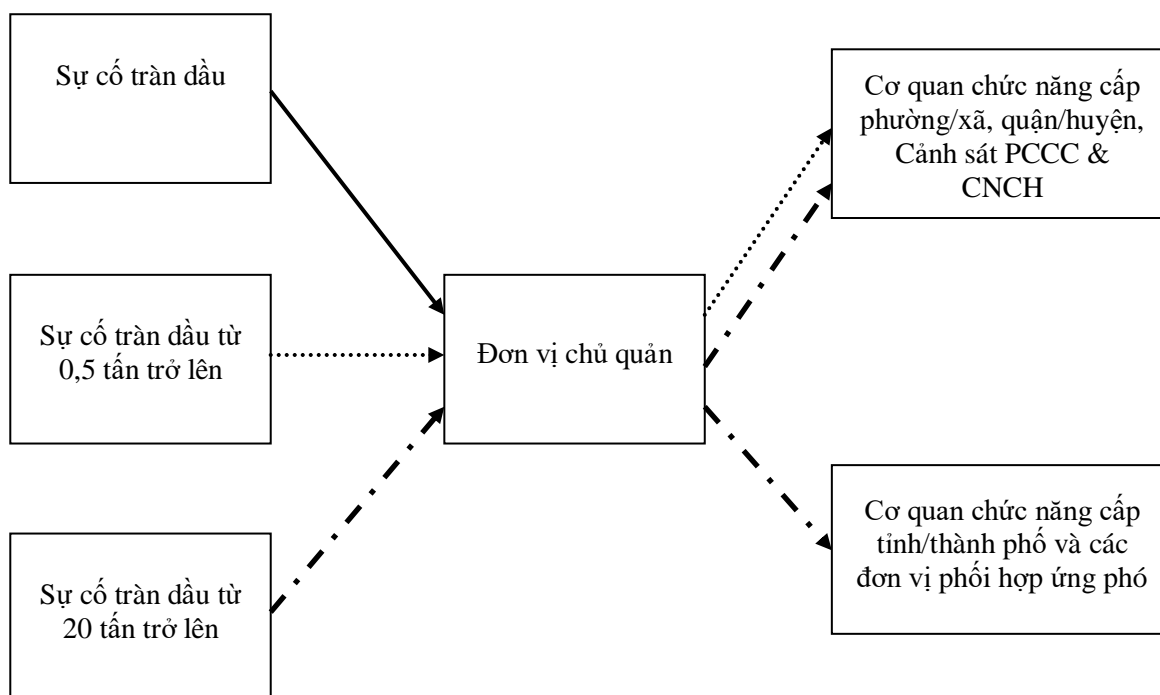 Sự cố tràn dầu
Sự cố tràn dầu từ
0,5 tấn trở lên
Sự cố tràn dầu từ
20 tấn trở lên
Đơn vị chủ quản
Cơ quan chức năng cấp
phường/xã, quận/huyện,
Cảnh sát PCCC &
CNCH
Cơ quan chức năng cấp
tỉnh/thành phố và các
đơn vị phối hợp ứng phó